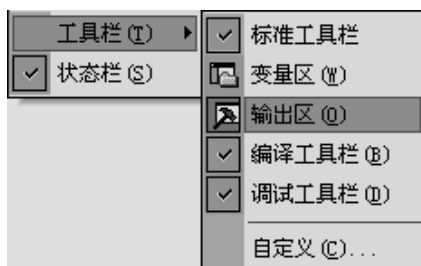 工具栏(T)
状态栏(S)
标准工具栏
变量区(W)
输出区(O)
编译工具栏(B)
调试工具栏(D)
自定义(C)...